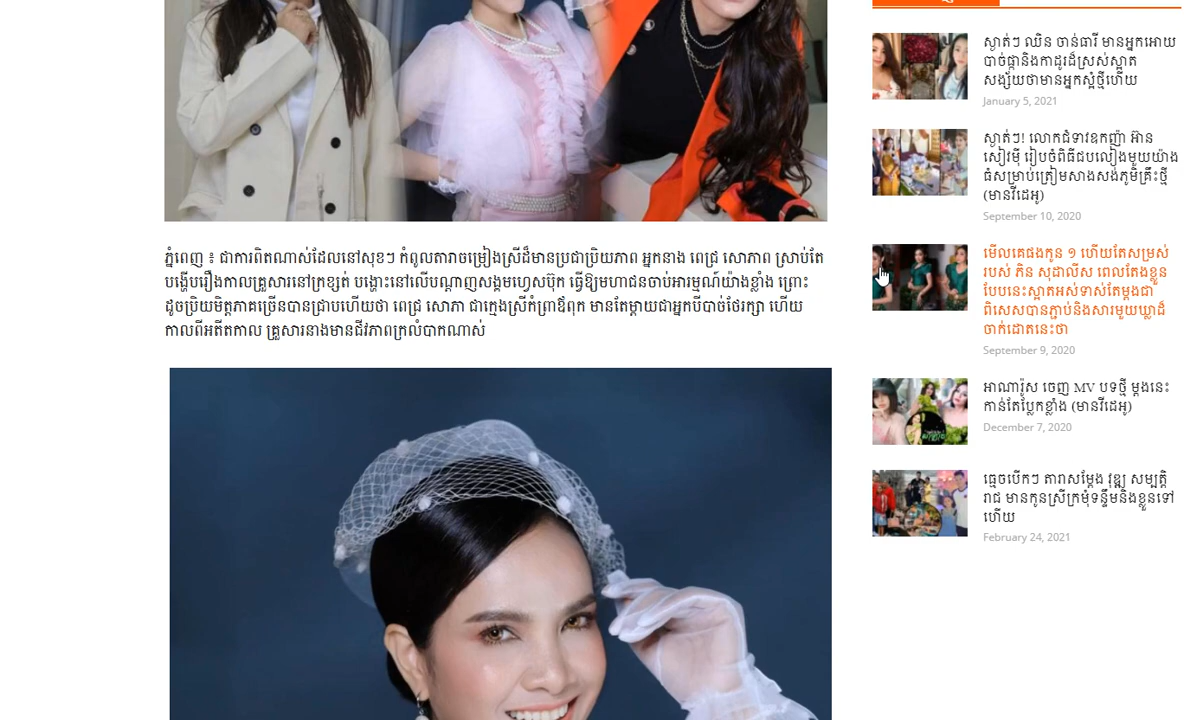 ភ្នំពេញ ៖ ជាការពិតណាស់ដែលនៅសុខៗ កំពូលតារាចម្រៀងស្រីដ៏មានប្រជាប្រិយភាព អ្នកនាង ពេជ្រ សោភាព ស្រាប់តែ
បង្កើបរឿងកាលគ្រួសារនៅក្រខ្សត់ បង្ហោះនៅលើបណ្តាញសង្គមហ្វេសប៊ុក ធ្វើឱ្យមហាជនចាប់អារម្មណ៍យ៉ាងខ្លាំង ព្រោះ
ដូចប្រិយមិត្តភាគច្រើនបានជ្រាបហើយថា ពេជ្រ សោភា ជាក្មេងស្រីកំព្រាឪពុក មានតែម្តាយជាអ្នកបីបាច់ថែរក្សា ហើយ
កាលពីអតីតកាល គ្រួសារនាងមានជីវភាពក្រលំបាកណាស់
ស្ងាត់ៗ ឈិន ចាន់ធារី មានអ្នកអោយ
បាច់ផ្កានិងកាដូរដ៏ស្រស់ស្អាត
សង្ស័យថាមានអ្នកស្អំថ្មីហើយ
January 5, 2021
ស្ងាត់ៗ! លោកជំទាវឧកញ៉ា អ៊ាន
សៀវម៉ី រៀបចំពិធីជប់លៀងមួយយ៉ាង
ធំសម្រាប់ត្រៀមសាងសង់ភូមិគ្រឹះថ្មី
(មានវីដេអូ)
September 10, 2020
មើលគេផងកូន ១ ហើយតែសម្រស់
របស់ ភិន សុដាលីស ពេលតែងខ្លួន
បែបនេះស្អាតអស់ទាស់តែម្តងជា
ពិសេសបានភ្ជាប់និងសារមួយឃ្លាដ៏
ចាក់ដោតនេះថា
September 9, 2020
អាណារ៉ូស ចេញ MV បទថ្មី ម្តងនេះ
កាន់តែប្លែកខ្លាំង (មានវីដេអូ)
December 7, 2020
ធ្មេចបើកៗ តារាសម្តែង វុឌ្ឍ សម្បត្តិ
រាជ មានកូនស្រីក្រមុំទន្ទឹមនិងខ្លួនទៅ
ហើយ
February 24, 2021